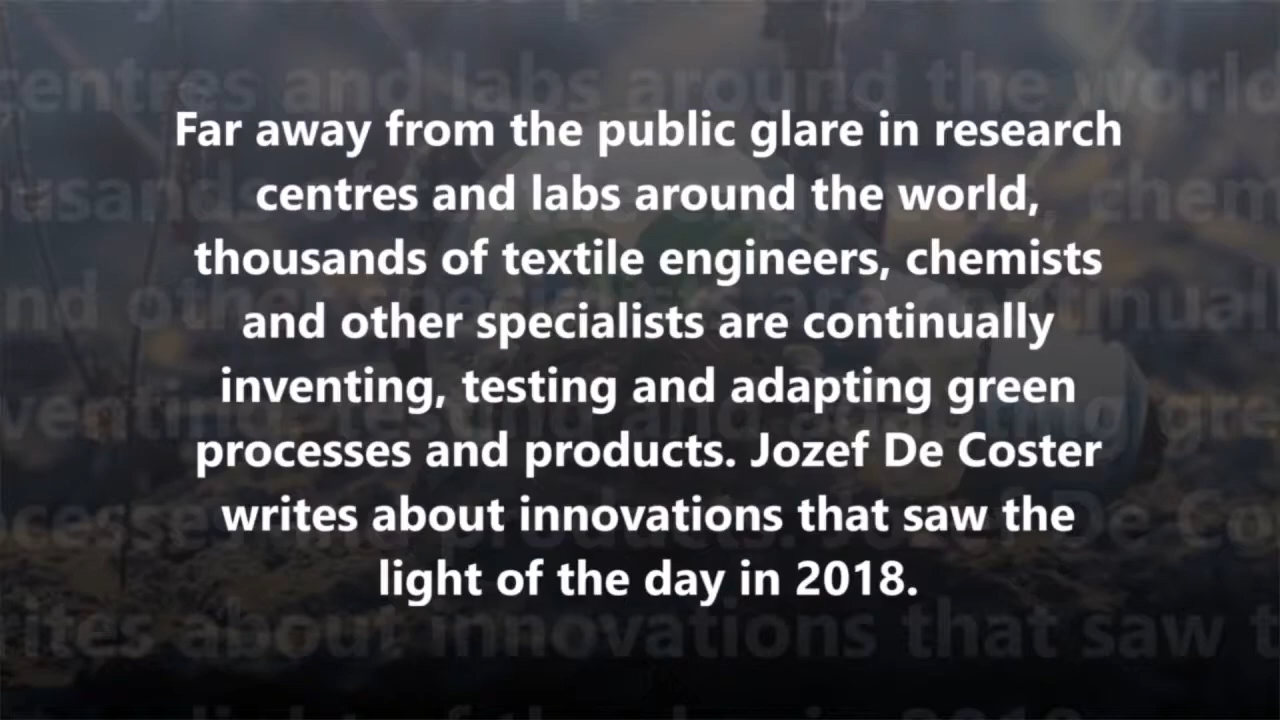 Far away from the public glare in research
centres and labs around the world,
thousands of textile engineers, chemists
and other specialists are continually
inventing, testing and adapting green
processes and products. Jozef De Coster
writes about innovations that saw the
light of the day in 2018.